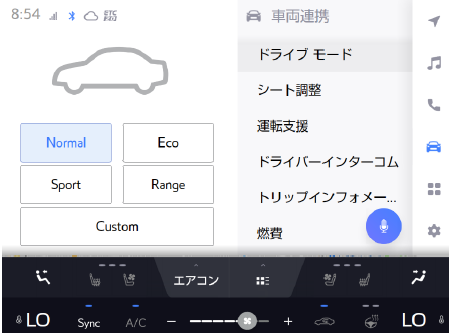 8:54
車両連携
ドライブ モード
シート調整
運転支援
ドライバーインターコム
トリップインフォメー...
燃費
Normal
Eco
Sport
Range
Custom
エアコン
LO
Sync
A/C
LO